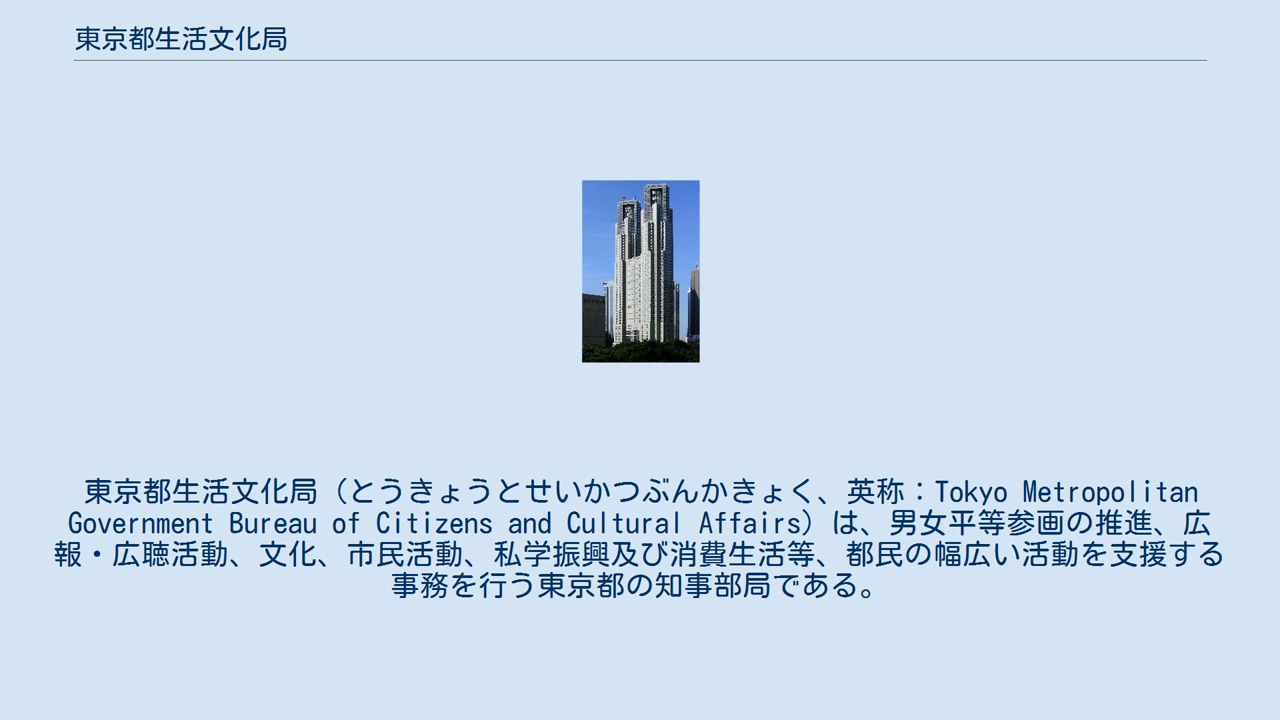 東京都生活文化局
東京都生活文化局（とうきょうとせいかつぶんかきょく、英称：Tokyo Metropolitan
Government Bureau of Citizens and Cultural Affairs）は、男女平等参画の推進、広
報・広聴活動、文化、市民活動、私学振興及び消費生活等、都民の幅広い活動を支援する
事務を行う東京都の知事部局である。